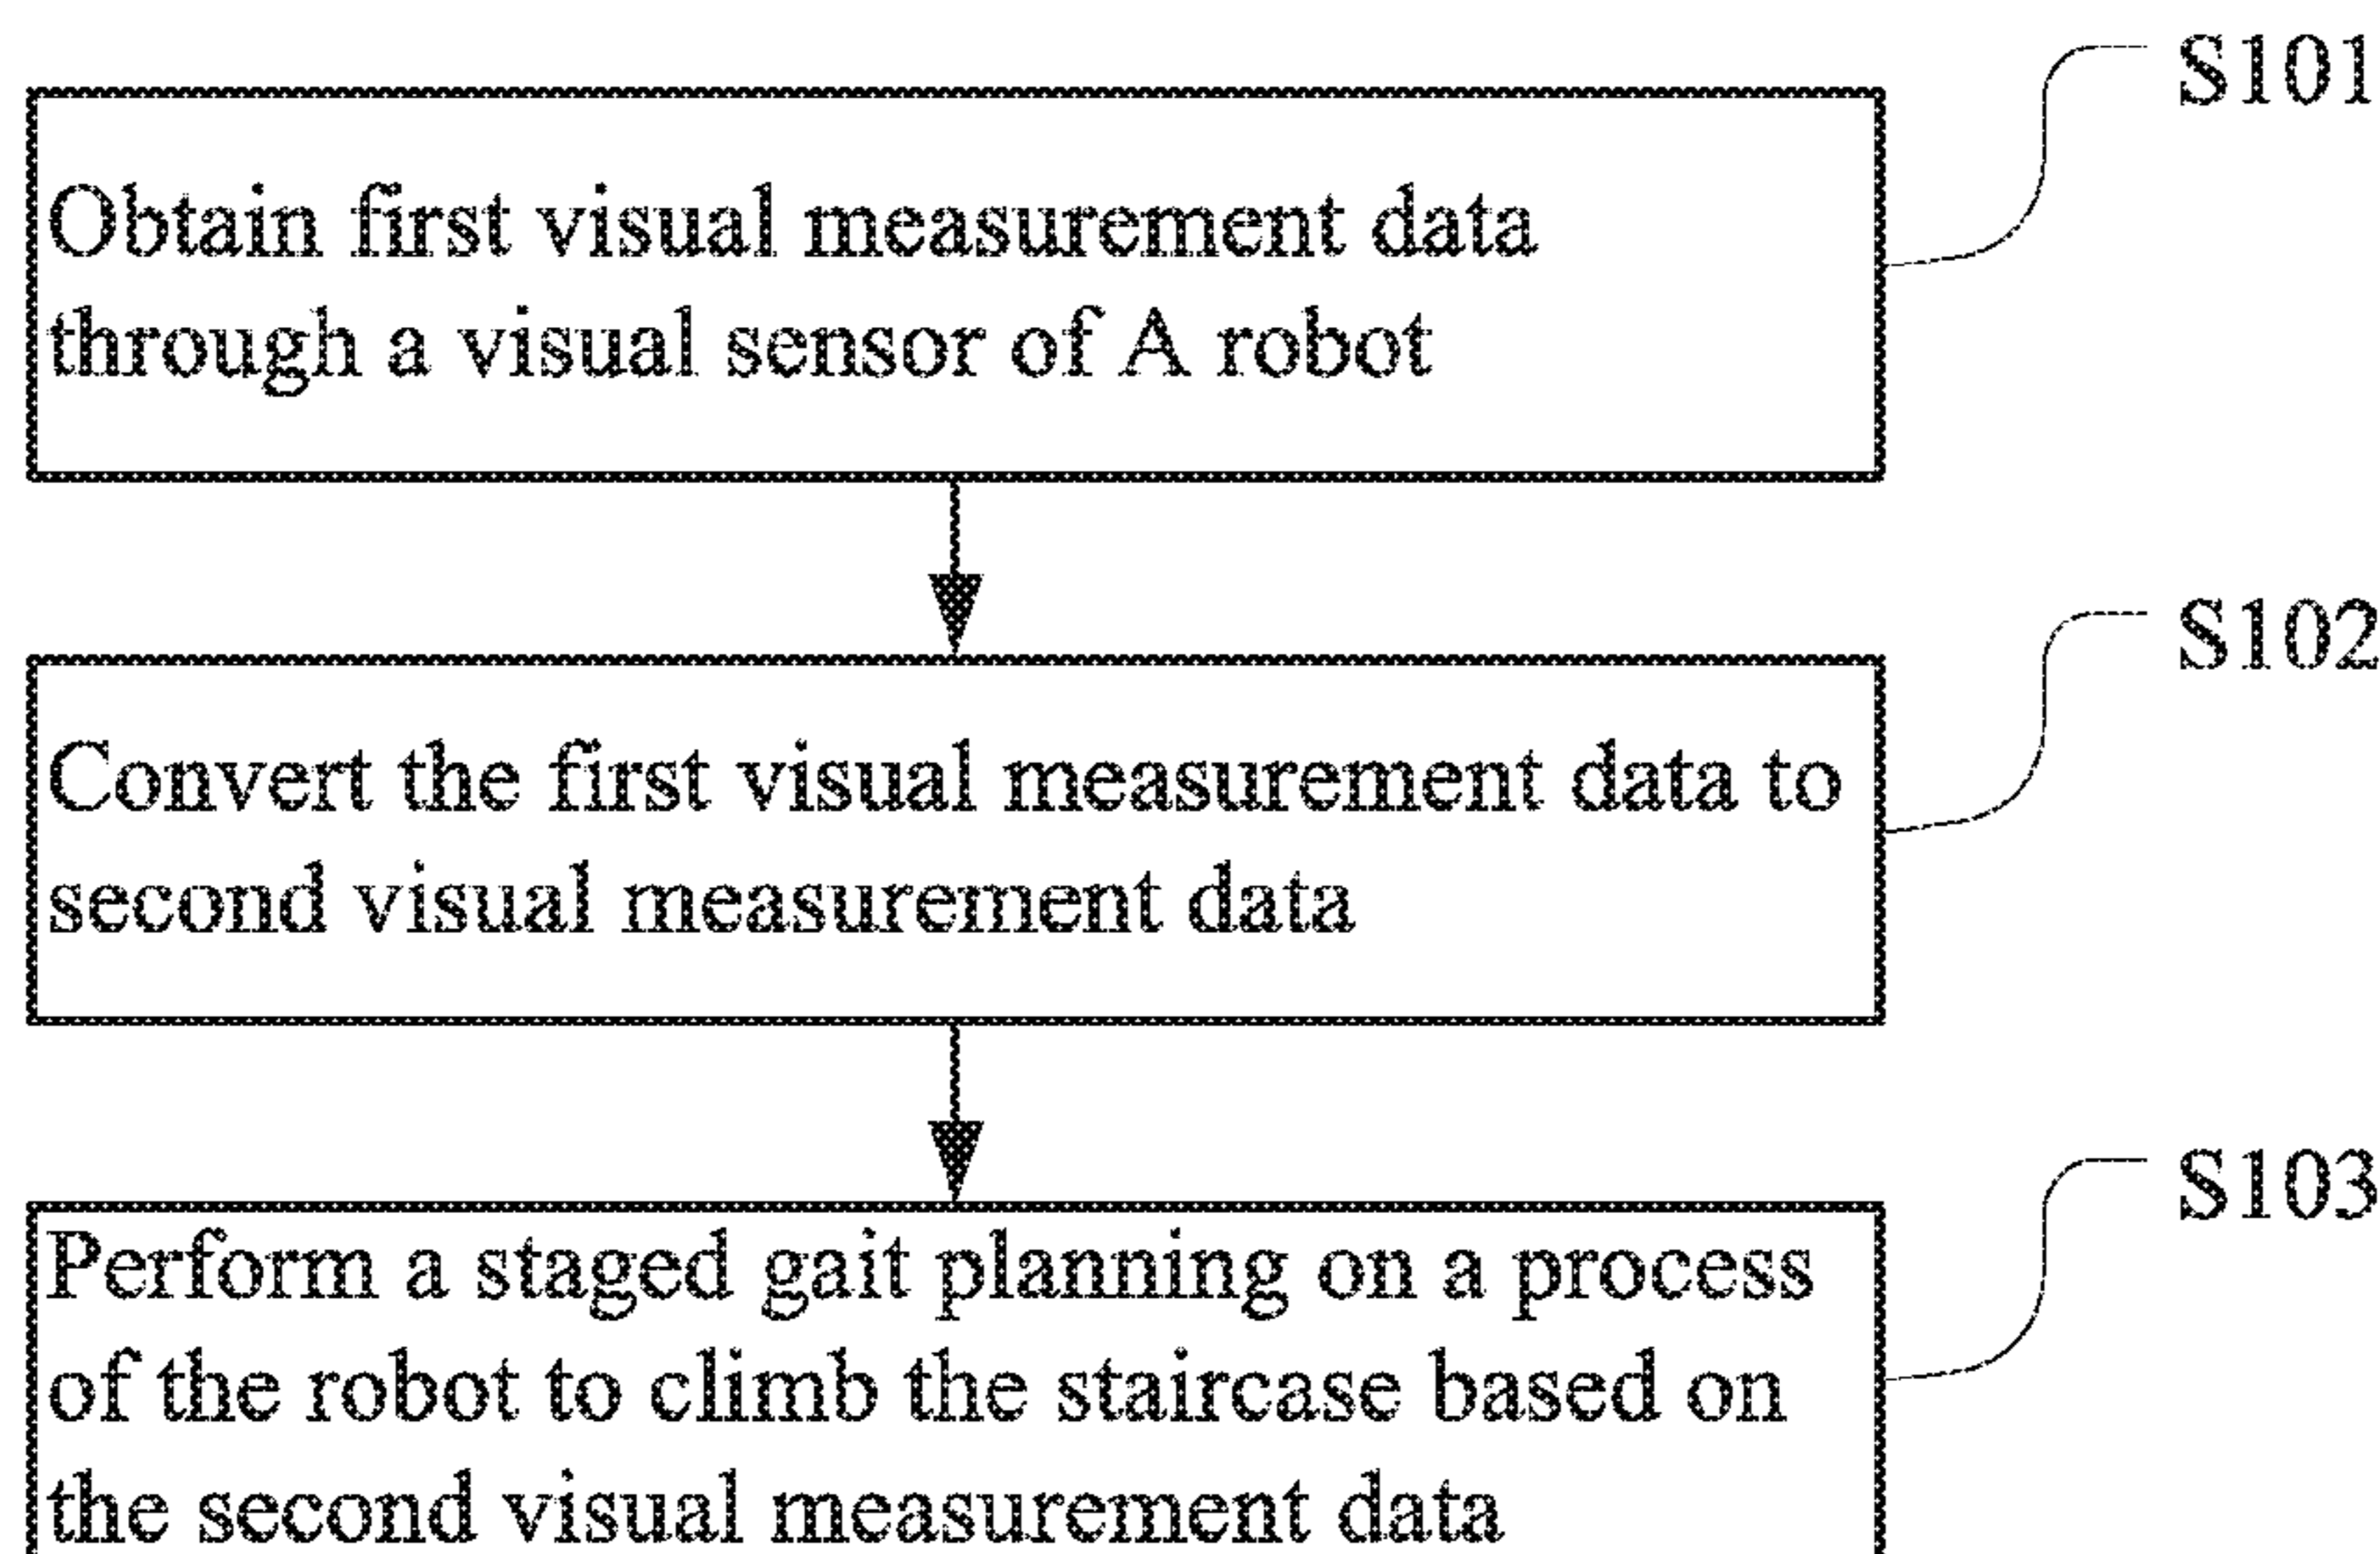 S101
Obtain first visual measurement data
through a visual sensor of A robot
S102
Convert the first visual measurement data to
second visual measurement data
S103
Perform a staged gait planning on a process
of the robot to climb the staircase based on
the second visual measurement data